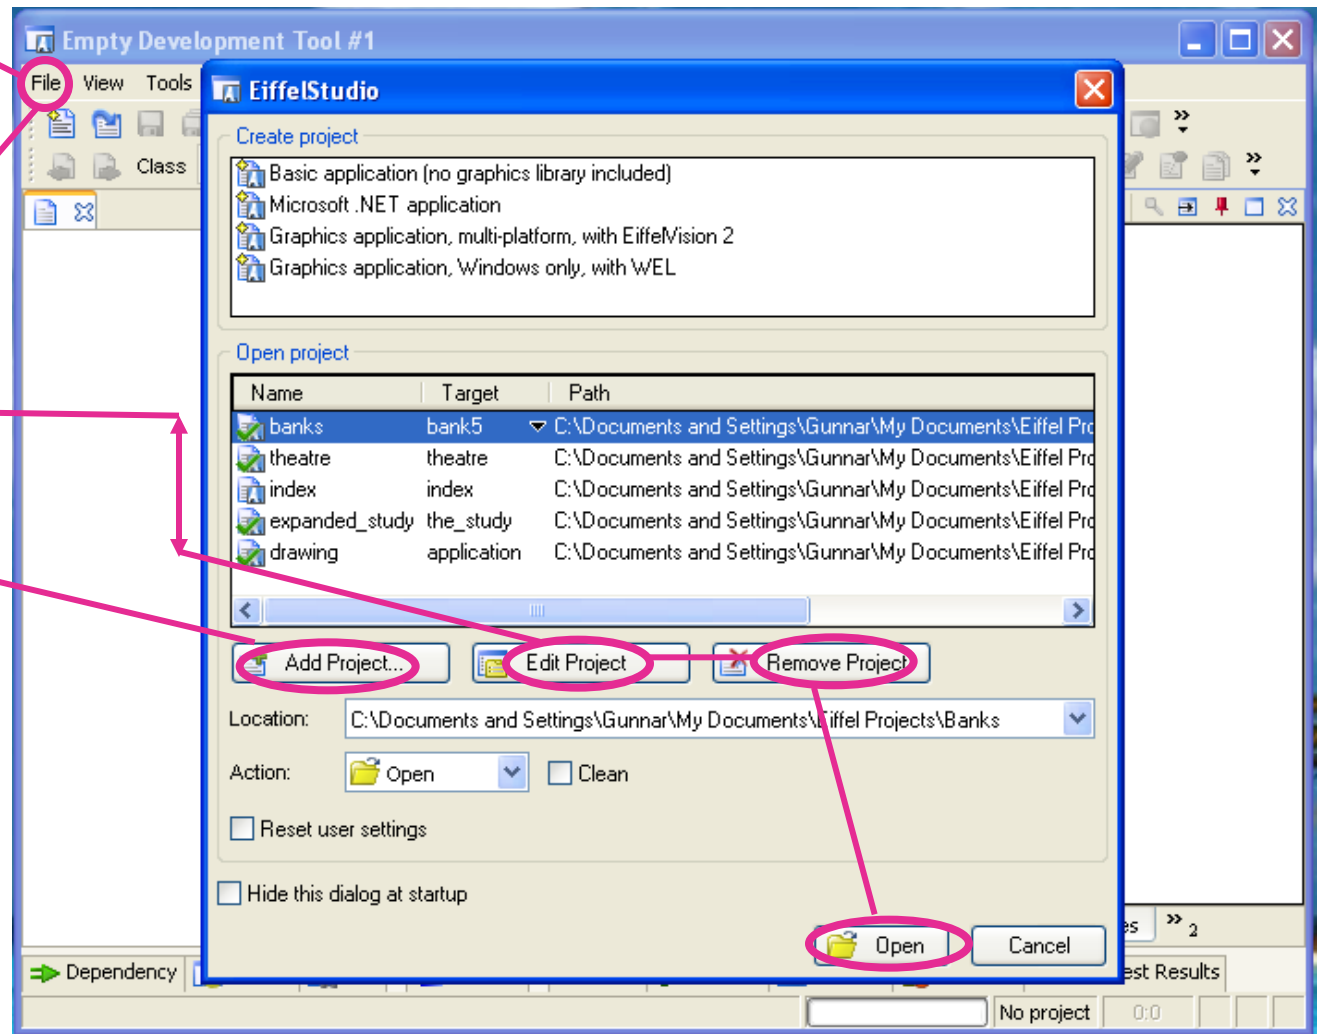 Empty Development Tool #1
File View Tools
EiffelStudio
Class
Create project
Basic application (no graphics library included)
Microsoft .NET application
Graphics application, multi-platform, with EiffelVision 2
Graphics application, Windows only, with WEL
Open project
Name Target Path
banks bank5 C:\Documents and Settings\Gunnar\My Documents\Eiffel Pro
theatre theatre C:\Documents and Settings\Gunnar\My Documents\Eiffel Pro
index index C:\Documents and Settings\Gunnar\My Documents\Eiffel Pro
expanded_study the_study C:\Documents and Settings\Gunnar\My Documents\Eiffel Pro
drawing application C:\Documents and Settings\Gunnar\My Documents\Eiffel Pro
Add Project... Edit Project Remove Project
Location: C:\Documents and Settings\Gunnar\My Documents\Eiffel Projects\Banks
Action: Open Clean
Reset user settings
Hide this dialog at startup
es 2
Open Cancel
Dependency est Results
No project 0:0